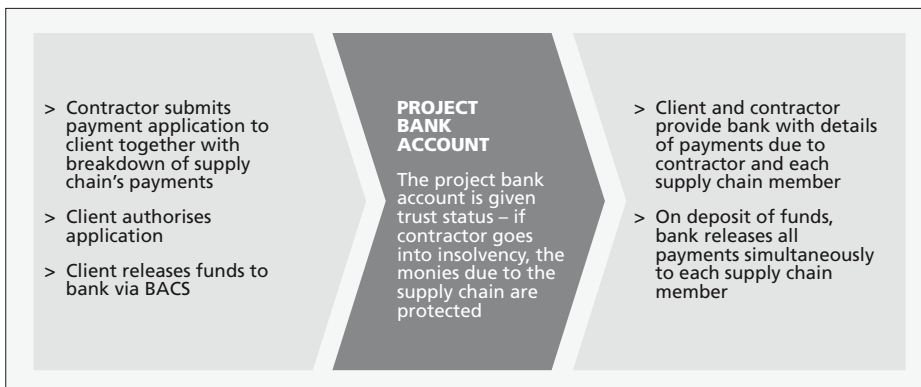 > Contractor submits
payment application to
client together with
breakdown of supply
chain's payments
> Client authorises
application
> Client releases funds to
bank via BACS
PROJECT
BANK
ACCOUNT
The project bank
account is given
trust status – if
contractor goes
into insolvency, the
monies due to the
supply chain are
protected
> Client and contractor
provide bank with details
of payments due to
contractor and each
supply chain member
> On deposit of funds,
bank releases all
payments simultaneously
to each supply chain
member